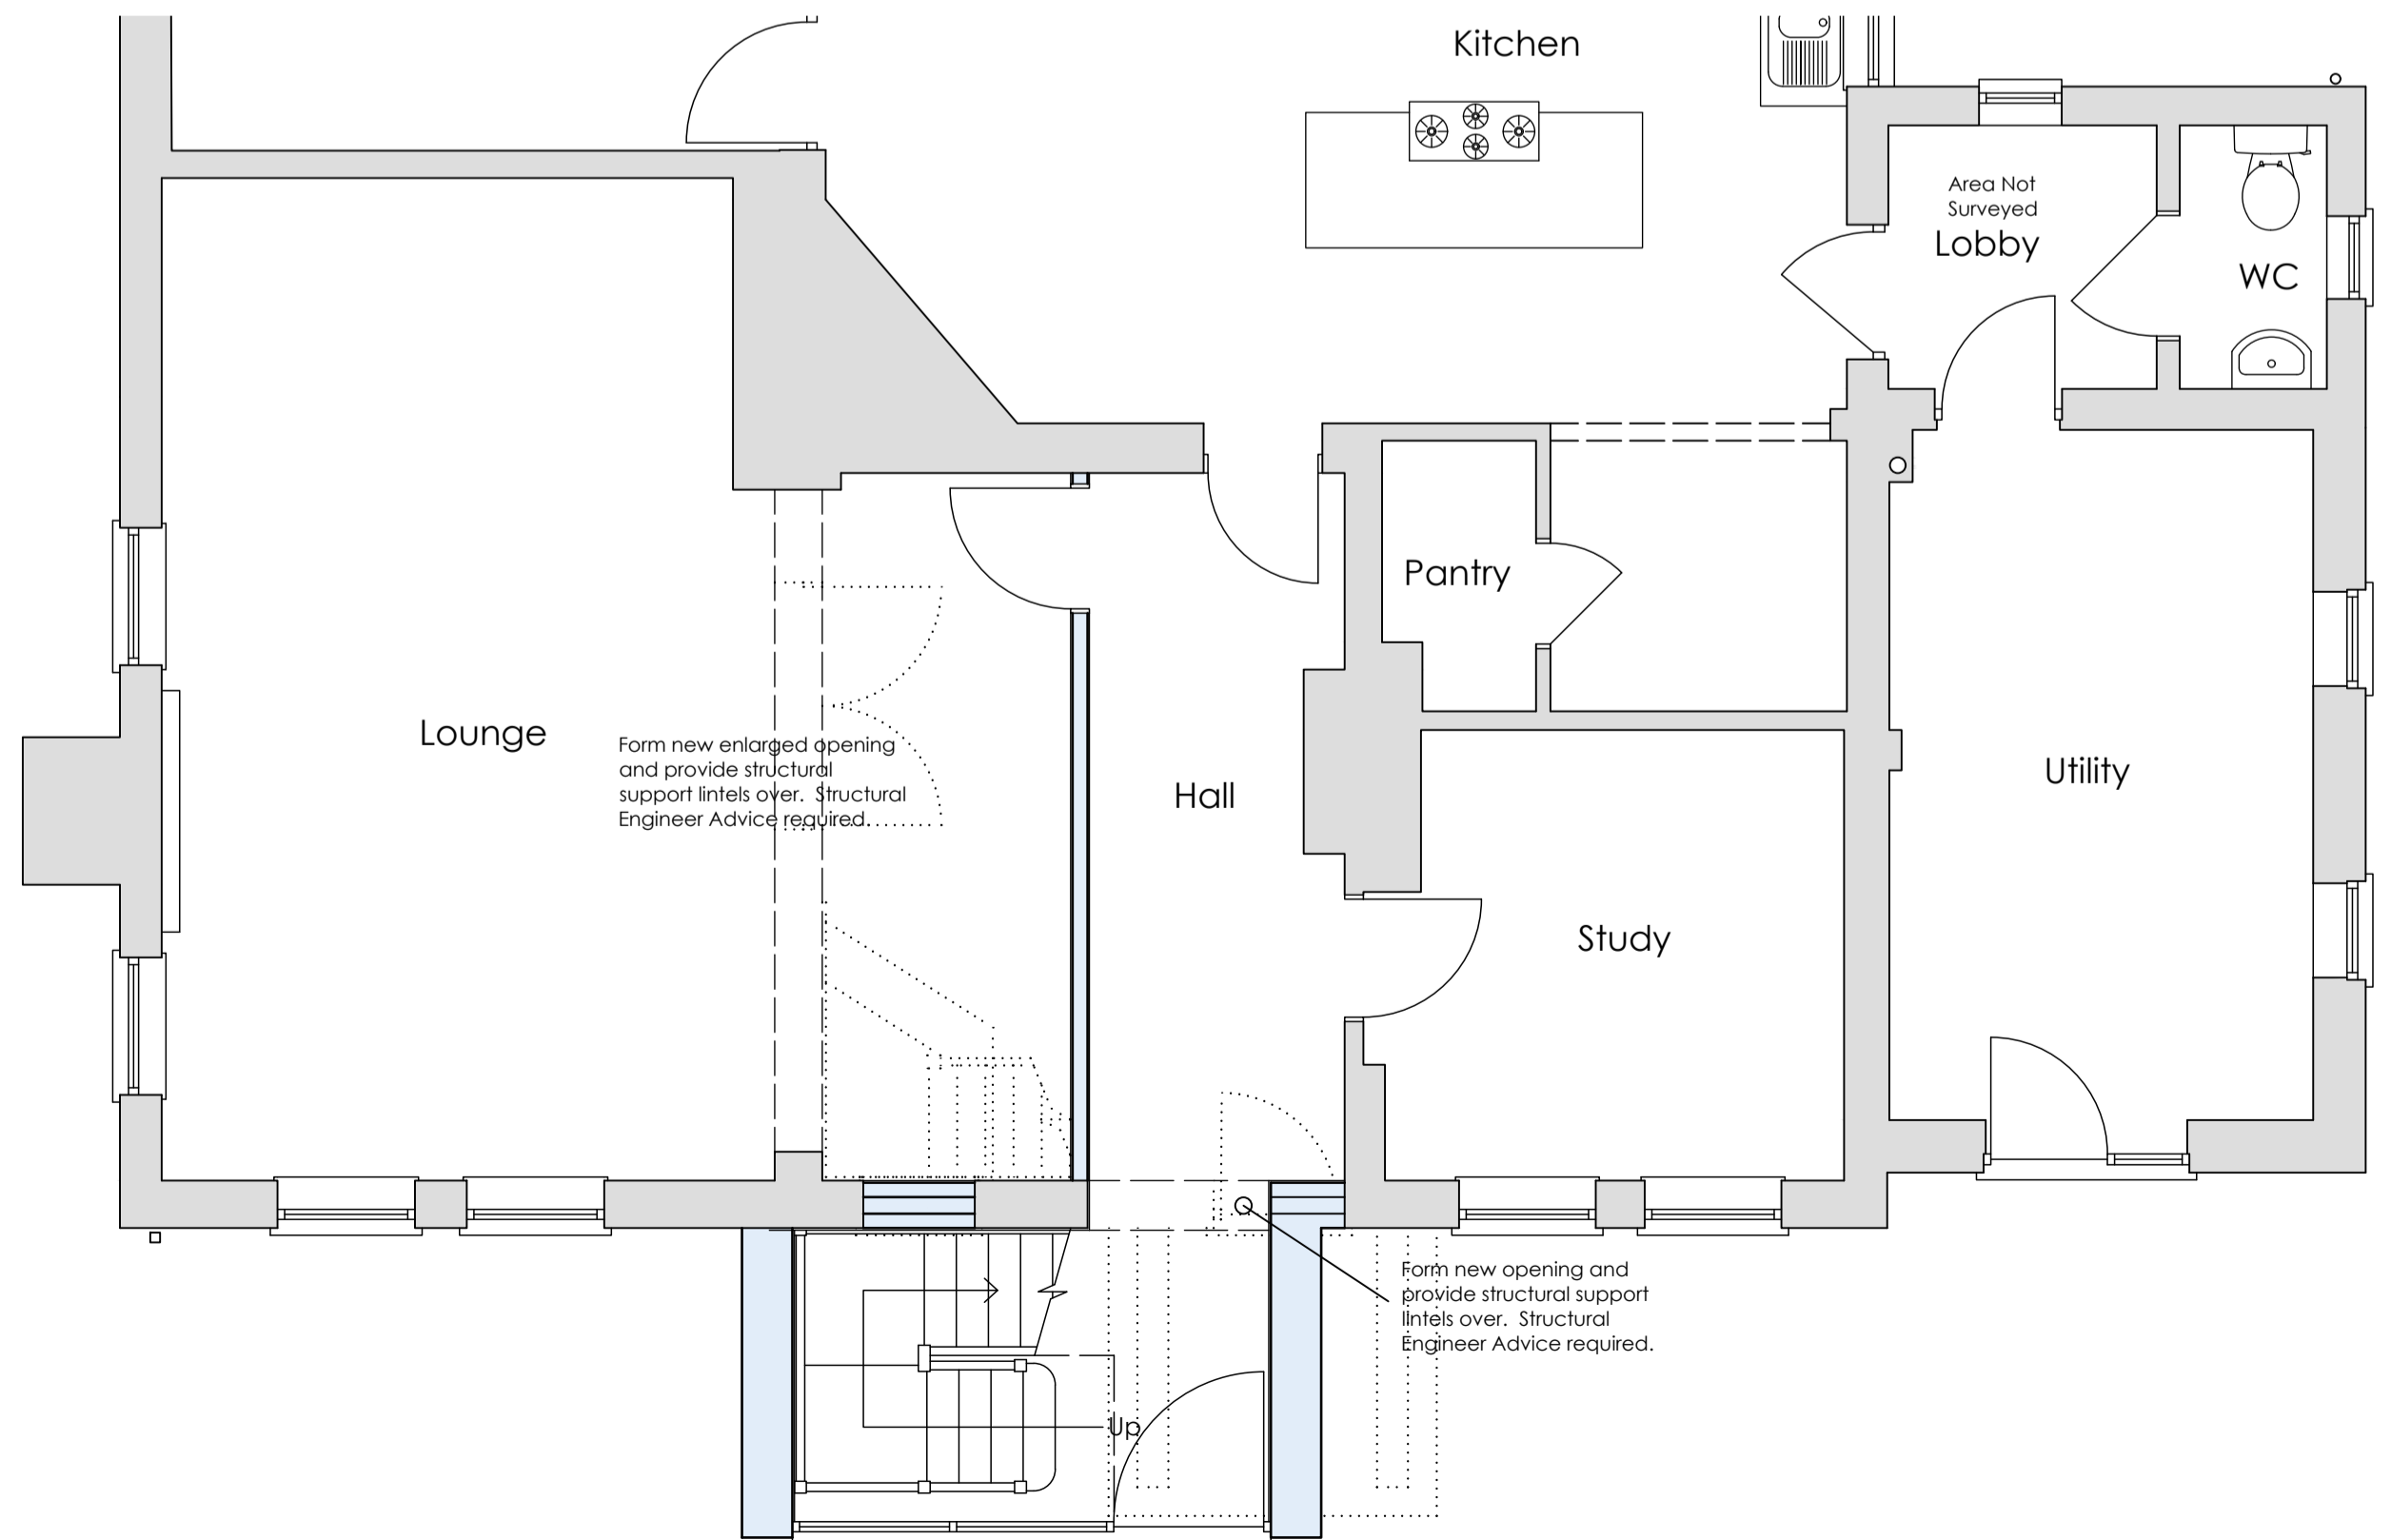 Kitchen
Area Not
Surveyed
Lobby
WC
Pantry
Lounge
Form new enlarged opening
and provide structural
support lintels over. Structural
Engineer Advice required.
Hall
Utility
Study
Form new opening and
provide structural support
lintels over. Structural
Engineer Advice required.
Up